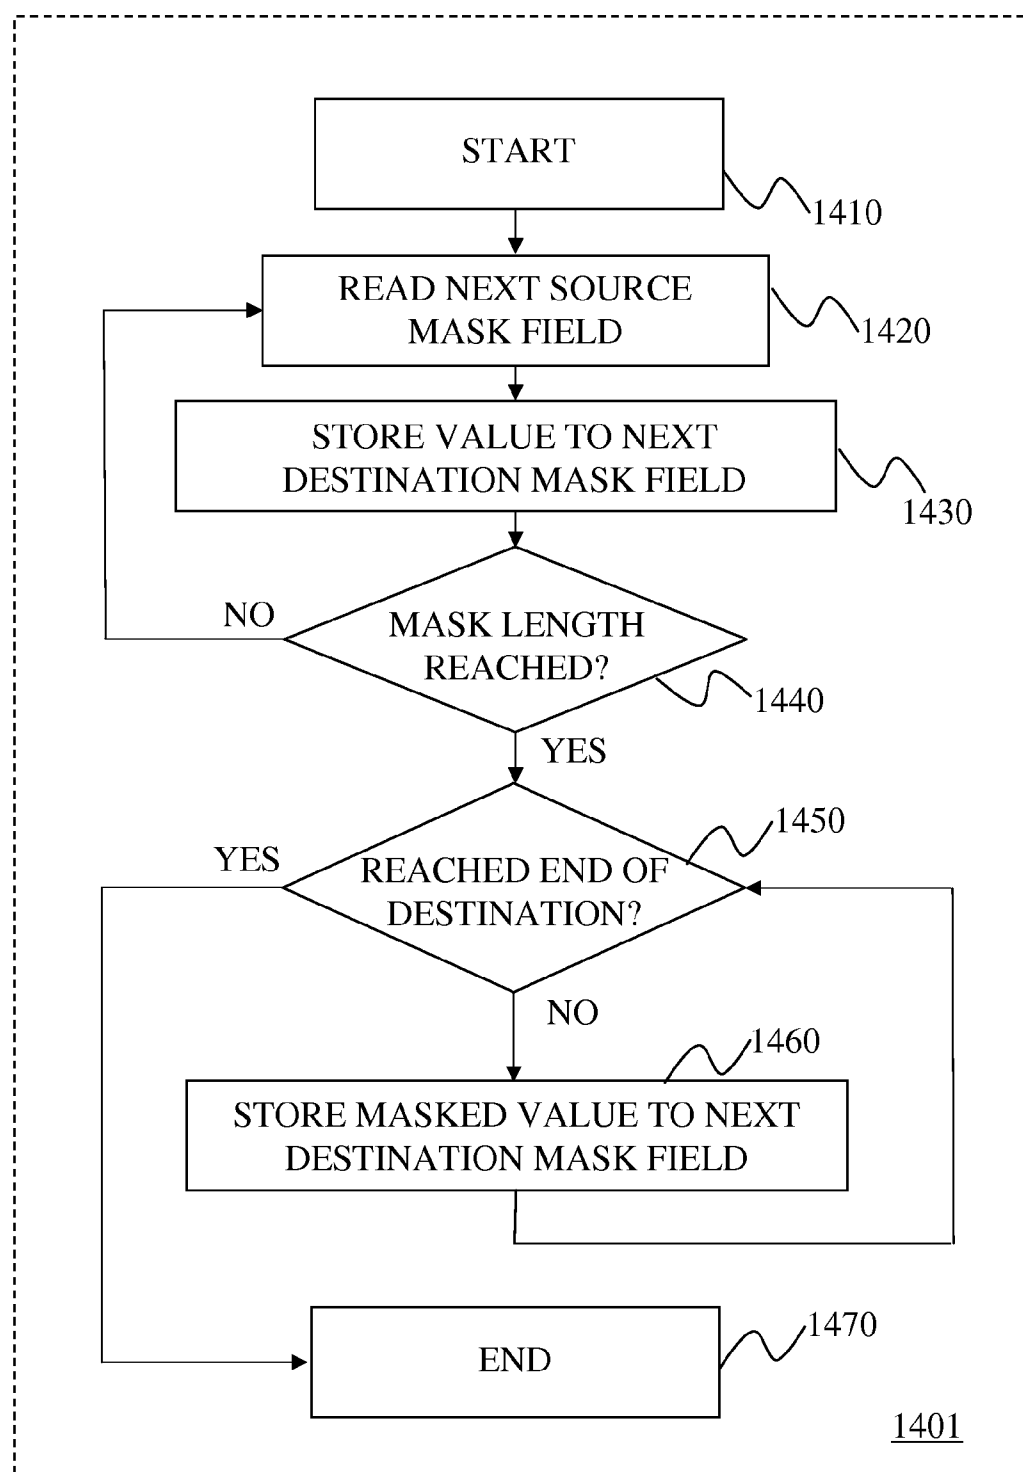 START
1410
READ NEXT SOURCE
MASK FIELD
1420
STORE VALUE TO NEXT
DESTINATION MASK FIELD
1430
NO
MASK LENGTH
REACHED?
1440
YES
1450
YES
REACHED END OF
DESTINATION?
NO
1460
STORE MASKED VALUE TO NEXT
DESTINATION MASK FIELD
1470
END
1401